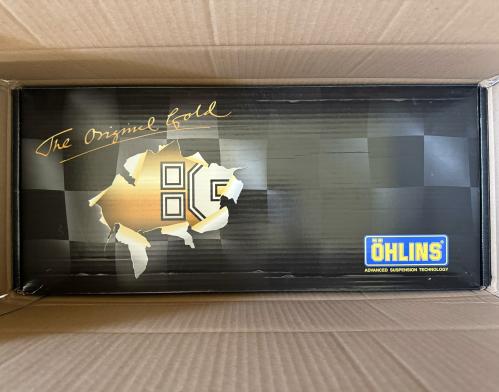 The Original Gold
ÖHLINS®
ADVANCED SUSPENSION TECHNOLOGY